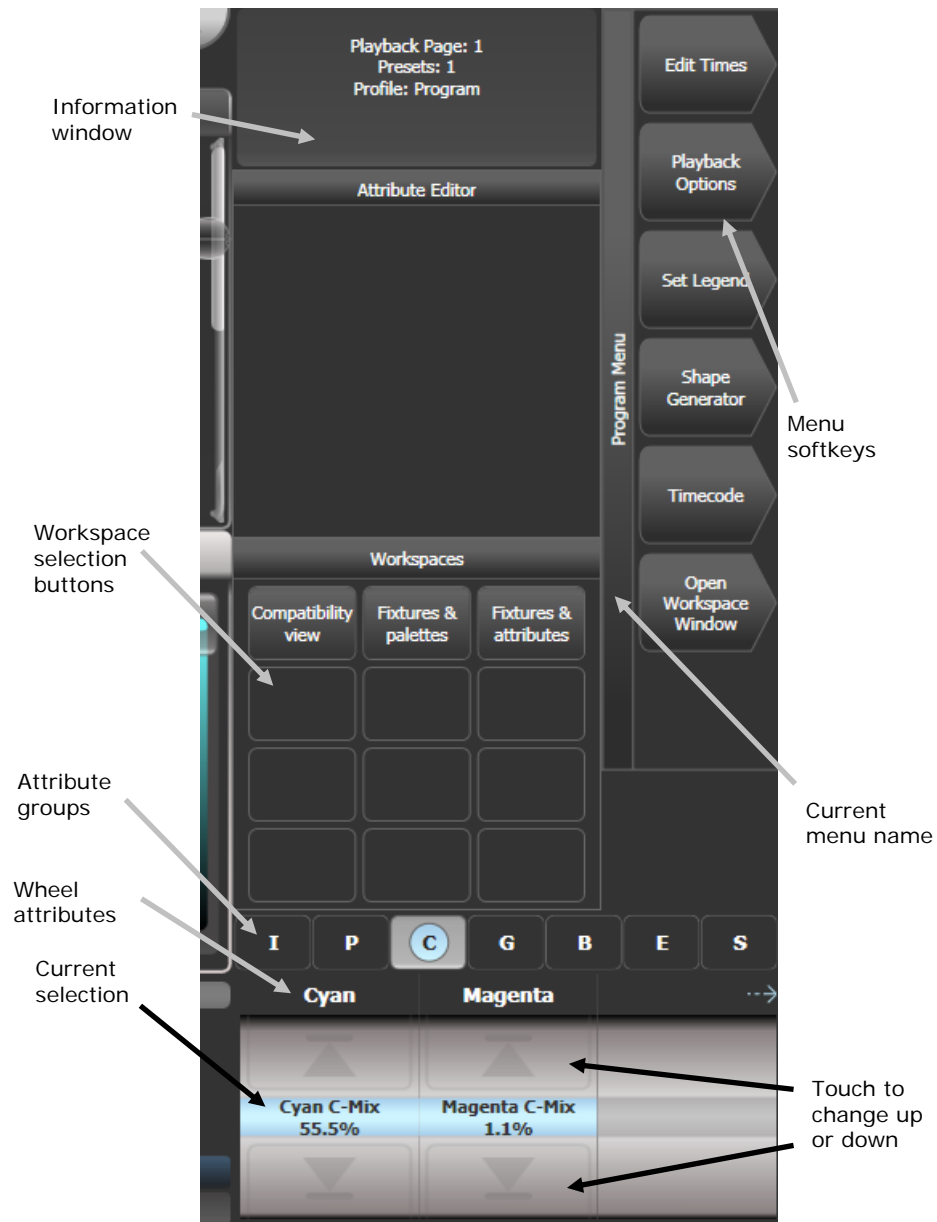 Playback Page: 1
Presets: 1
Profile: Program
Edit Times
Information
window
Playback
Options
Attribute Editor
Set Legend
Program Menu
Shape
Generator
Menu
softkeys
Timecode
Workspace
selection
buttons
Workspaces
Open
Workspace
Window
Compatibility
view
Fixtures &
palettes
Fixtures &
attributes
Attribute
groups
Current
menu name
Wheel
attributes
I P C G B E S
Current
selection
Cyan Magenta
Touch to
change up
or down
Cyan C-Mix
55.5%
Magenta C-Mix
1.1%